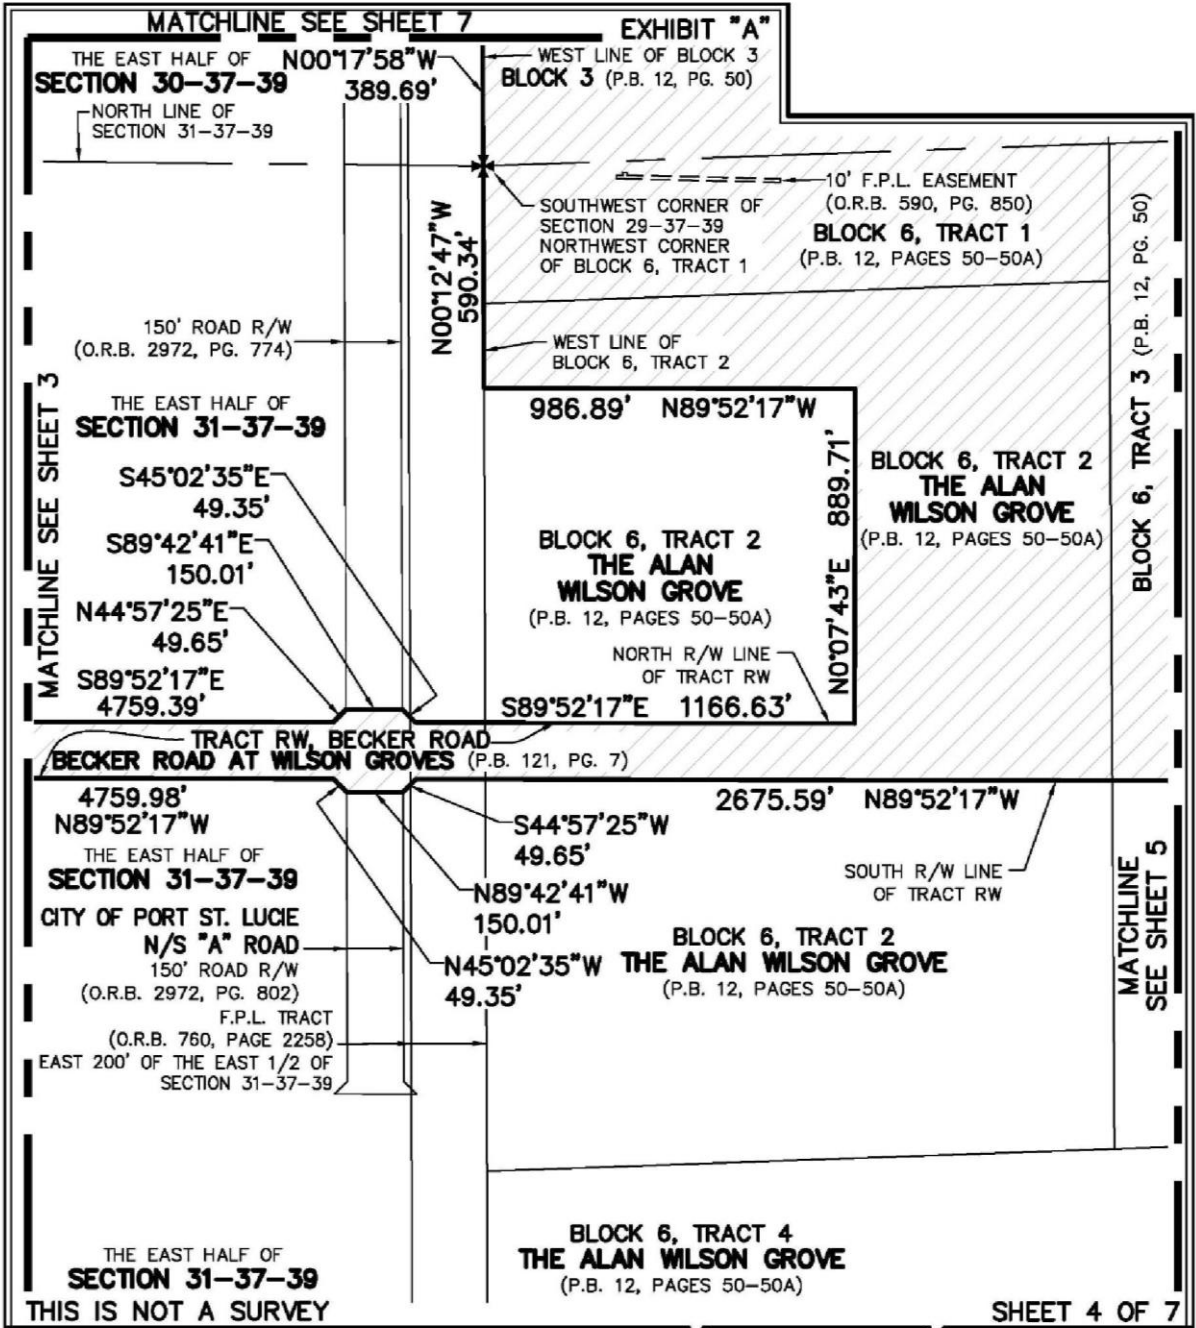 MATCHLINE SEE SHEET 7
EXHIBIT "A"
THE EAST HALF OF
SECTION 30-37-39
N00°17'58"W
389.69'
WEST LINE OF BLOCK 3
BLOCK 3 (P.B. 12, PG. 50)
NORTH LINE OF
SECTION 31-37-39
10' F.P.L. EASEMENT
(O.R.B. 590, PG. 850)
SOUTHWEST CORNER OF
SECTION 29-37-39
NORTHWEST CORNER
OF BLOCK 6, TRACT 1
BLOCK 6, TRACT 1
(P.B. 12, PAGES 50-50A)
N00°12'47"W
590.34'
BLOCK 6, TRACT 3 (P.B. 12, PG. 50)
150' ROAD R/W
(O.R.B. 2972, PG. 774)
WEST LINE OF
BLOCK 6, TRACT 2
MATCHLINE SEE SHEET 3
THE EAST HALF OF
SECTION 31-37-39
986.89' N89°52'17"W
N0°07'43"E 889.71'
BLOCK 6, TRACT 2
THE ALAN
WILSON GROVE
(P.B. 12, PAGES 50-50A)
S45°02'35"E
49.35'
S89°42'41"E
150.01'
N44°57'25"E
49.65'
S89°52'17"E
4759.39'
BLOCK 6, TRACT 2
THE ALAN
WILSON GROVE
(P.B. 12, PAGES 50-50A)
NORTH R/W LINE
OF TRACT RW
S89°52'17"E 1166.63'
TRACT RW, BECKER ROAD
BECKER ROAD AT WILSON GROVES (P.B. 121, PG. 7)
4759.98'
N89°52'17"W
2675.59' N89°52'17"W
S44°57'25"W
49.65'
THE EAST HALF OF
SECTION 31-37-39
SOUTH R/W LINE
OF TRACT RW
MATCHLINE
SEE SHEET 5
N89°42'41"W
150.01'
CITY OF PORT ST. LUCIE
N/S "A" ROAD
150' ROAD R/W
(O.R.B. 2972, PG. 802)
N45°02'35"W
49.35'
BLOCK 6, TRACT 2
THE ALAN WILSON GROVE
(P.B. 12, PAGES 50-50A)
F.P.L. TRACT
(O.R.B. 760, PAGE 2258)
EAST 200' OF THE EAST 1/2 OF
SECTION 31-37-39
BLOCK 6, TRACT 4
THE ALAN WILSON GROVE
(P.B. 12, PAGES 50-50A)
THE EAST HALF OF
SECTION 31-37-39
THIS IS NOT A SURVEY
SHEET 4 OF 7